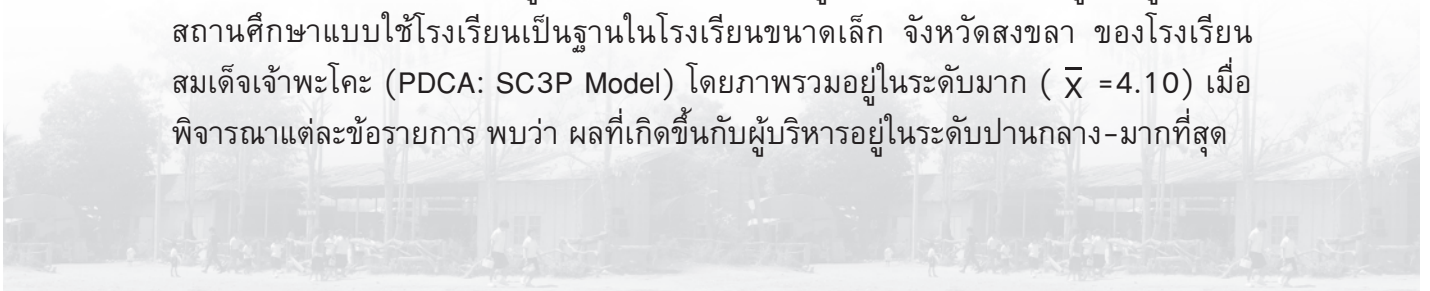 สถานศึกษาแบบใช้โรงเรียนเป็นฐานในโรงเรียนขนาดเล็ก จังหวัดสงขลา ของโรงเรียน
สมเด็จเจ้าพะโคะ (PDCA: SC3P Model) โดยภาพรวมอยู่ในระดับมาก ( x̄ =4.10) เมื่อ
พิจารณาแต่ละข้อรายการ พบว่า ผลที่เกิดขึ้นกับผู้บริหารอยู่ในระดับปานกลาง-มากที่สุด